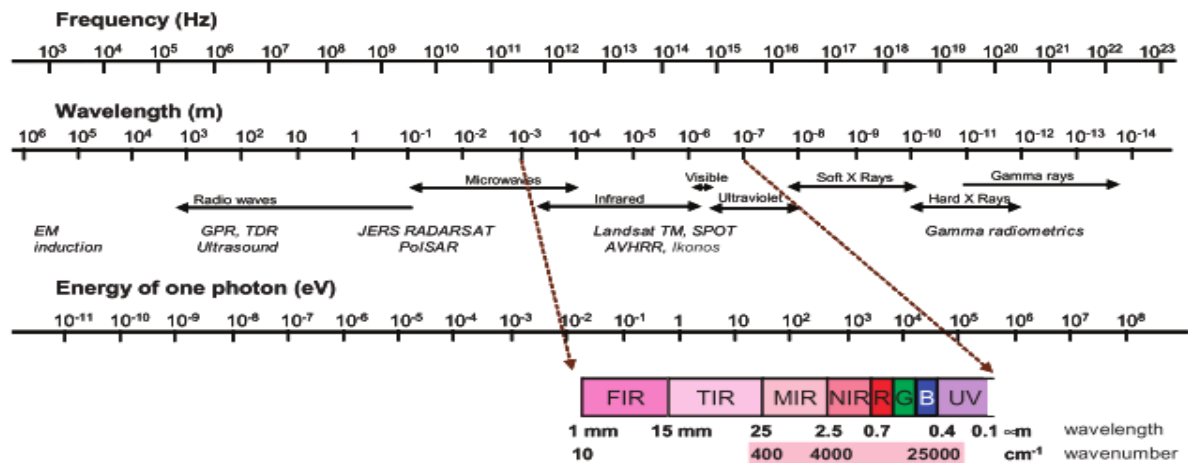 Frequency (Hz)
10³ 10⁴ 10⁵ 10⁶ 10⁷ 10⁸ 10⁹ 10¹⁰ 10¹¹ 10¹² 10¹³ 10¹⁴ 10¹⁵ 10¹⁶ 10¹⁷ 10¹⁸ 10¹⁹ 10²⁰ 10²¹ 10²² 10²³
Wavelength (m)
10⁶ 10⁵ 10⁴ 10³ 10² 10 1 10⁻¹ 10⁻² 10⁻³ 10⁻⁴ 10⁻⁵ 10⁻⁶ 10⁻⁷ 10⁻⁸ 10⁻⁹ 10⁻¹⁰ 10⁻¹¹ 10⁻¹² 10⁻¹³ 10⁻¹⁴
Microwaves Visible Soft X Rays Gamma rays
Radio waves Infrared Ultraviolet Hard X Rays
EM GPR, TDR JERS RADARSAT Landsat TM, SPOT Gamma radiometrics
induction Ultrasound PolSAR AVHRR, Ikonos
Energy of one photon (eV)
10⁻¹¹ 10⁻¹⁰ 10⁻⁹ 10⁻⁸ 10⁻⁷ 10⁻⁶ 10⁻⁵ 10⁻⁴ 10⁻³ 10⁻² 10⁻¹ 1 10 10² 10³ 10⁴ 10⁵ 10⁶ 10⁷ 10⁸
FIR TIR MIR NIR R G B UV
1 mm 15 mm 25 2.5 0.7 0.4 0.1 ∝m wavelength
10 400 4000 25000 cm⁻¹ wavenumber